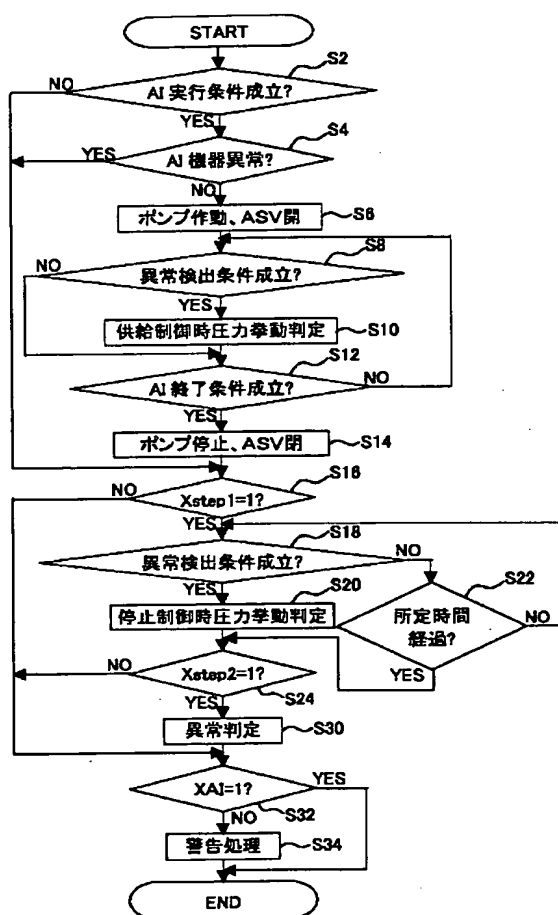 START
S2
NO
AI 実行条件成立?
YES
S4
YES
AI 機器異常?
NO
ポンプ作動、ASV開
S6
S8
NO
異常検出条件成立?
YES
供給制御時圧力挙動判定
S10
S12
AI 終了条件成立?
NO
YES
ポンプ停止、ASV閉
S14
S16
NO
Xstep1=1?
YES
S18
異常検出条件成立?
NO
YES
S20
S22
停止制御時圧力挙動判定
所定時間
経過?
NO
YES
NO
Xstep2=1?
S24
YES
異常判定
S30
XAI=1?
YES
S32
NO
警告処理
S34
END